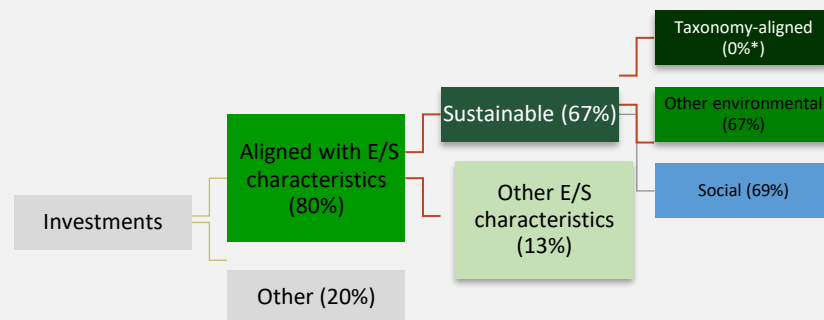 Investments
Aligned with E/S
characteristics
(80%)
Other (20%)
Sustainable (67%)
Other E/S
characteristics
(13%)
Taxonomy-aligned
(0%*)
Other environmental
(67%)
Social (69%)